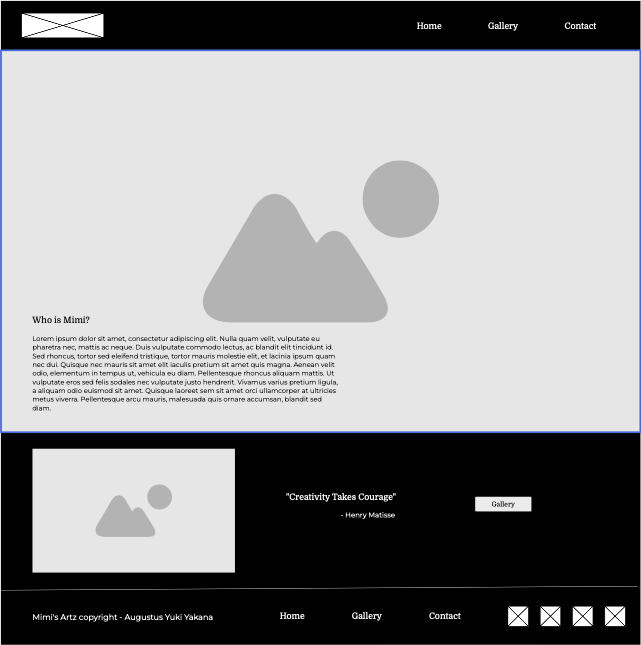 Home Gallery Contact
Who is Mimi?
Lorem ipsum dolor sit amet, consectetur adipiscing elit. Nulla quam velit, vulputate eu
pharetra nec, mattis ac neque. Duis vulputate commodo lectus, ac blandit elit tincidunt id.
Sed rhoncus, tortor sed eleifend tristique, tortor mauris molestie elit, et lacinia ipsum quam
nec dui. Quisque nec mauris sit amet elit iaculis pretium sit amet quis magna. Aenean velit
odio, elementum in tempus ut, vehicula eu diam. Pellentesque rhoncus aliquam mattis. Ut
vulputate eros sed felis sodales nec vulputate justo hendrerit. Vivamus varius pretium ligula,
a aliquam odio euismod sit amet. Quisque laoreet sem sit amet orci ullamcorper at ultricies
metus viverra. Pellentesque arcu mauris, malesuada quis ornare accumsan, blandit sed
diam.
"Creativity Takes Courage"
- Henry Matisse
Gallery
Mimi's Artz copyright - Augustus Yuki Yakana
Home Gallery Contact